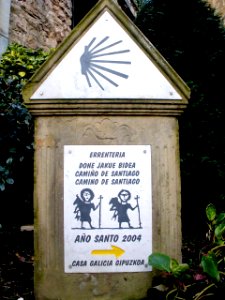 ERRENTERIA
DONE JAKUE BIDEA
CAMIÑO DE SANTIAGO
CAMINO DE SANTIAGO
AÑO SANTO 2004
CASA GALICIA GIPUZKOA